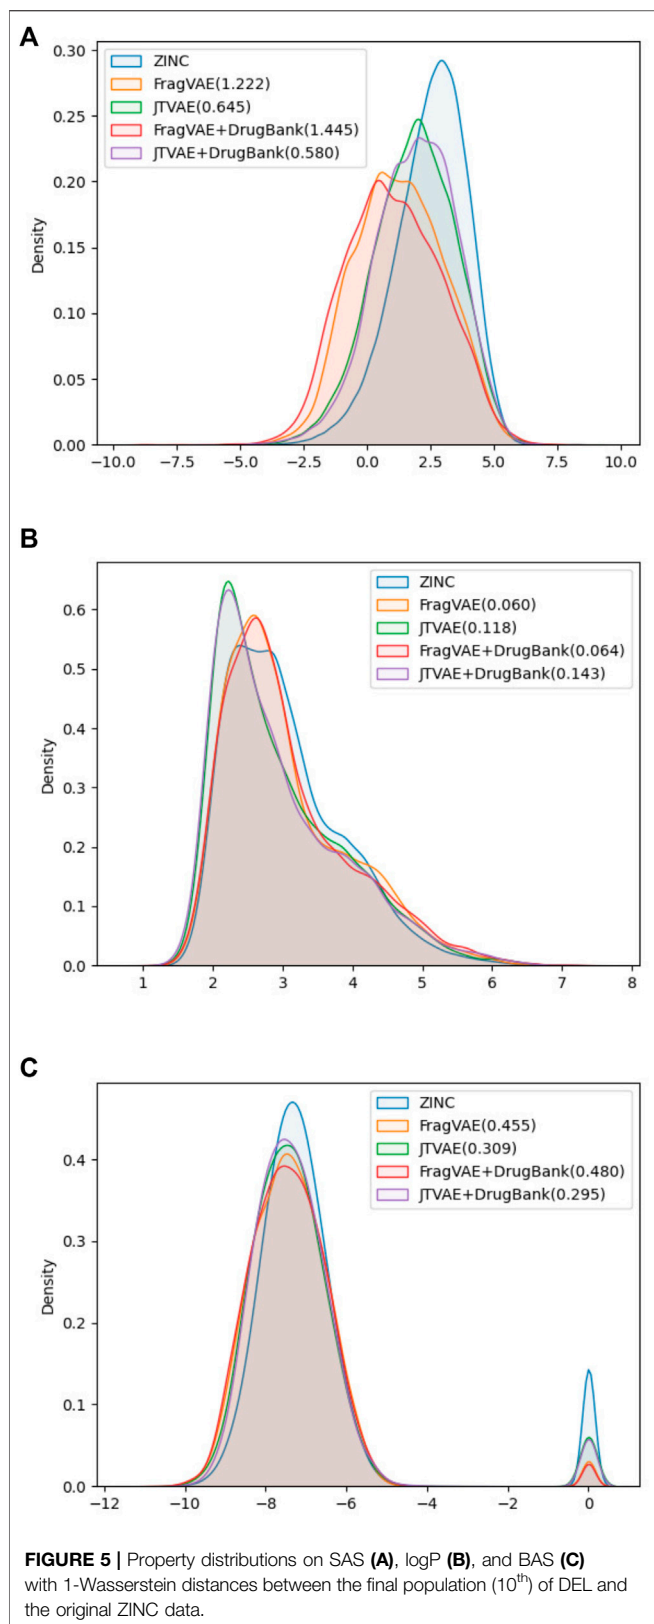 A
0.30
0.25
0.20
0.15
0.10
0.05
0.00
Density
ZINC
FragVAE(1.222)
JTVAE(0.645)
FragVAE+DrugBank(1.445)
JTVAE+DrugBank(0.580)
−10.0 −7.5 −5.0 −2.5 0.0 2.5 5.0 7.5 10.0
B
0.6
0.5
0.4
0.3
0.2
0.1
0.0
Density
ZINC
FragVAE(0.060)
JTVAE(0.118)
FragVAE+DrugBank(0.064)
JTVAE+DrugBank(0.143)
1 2 3 4 5 6 7 8
C
0.4
0.3
0.2
0.1
0.0
Density
ZINC
FragVAE(0.455)
JTVAE(0.309)
FragVAE+DrugBank(0.480)
JTVAE+DrugBank(0.295)
−12 −10 −8 −6 −4 −2 0
FIGURE 5 | Property distributions on SAS (A), logP (B), and BAS (C)
with 1-Wasserstein distances between the final population (10th) of DEL and
the original ZINC data.